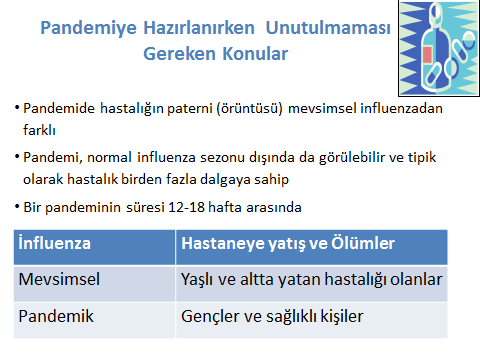 Pandemiye Hazırlanırken Unutulmaması
Gereken Konular
• Pandemide hastalığın paterni (örüntüsü) mevsimsel influenzadan
farklı
• Pandemi, normal influenza sezonu dışında da görülebilir ve tipik
olarak hastalık birden fazla dalgaya sahip
• Bir pandeminin süresi 12-18 hafta arasında
İnfluenza Hastaneye yatış ve Ölümler
Mevsimsel Yaşlı ve altta yatan hastalığı olanlar
Pandemik Gençler ve sağlıklı kişiler